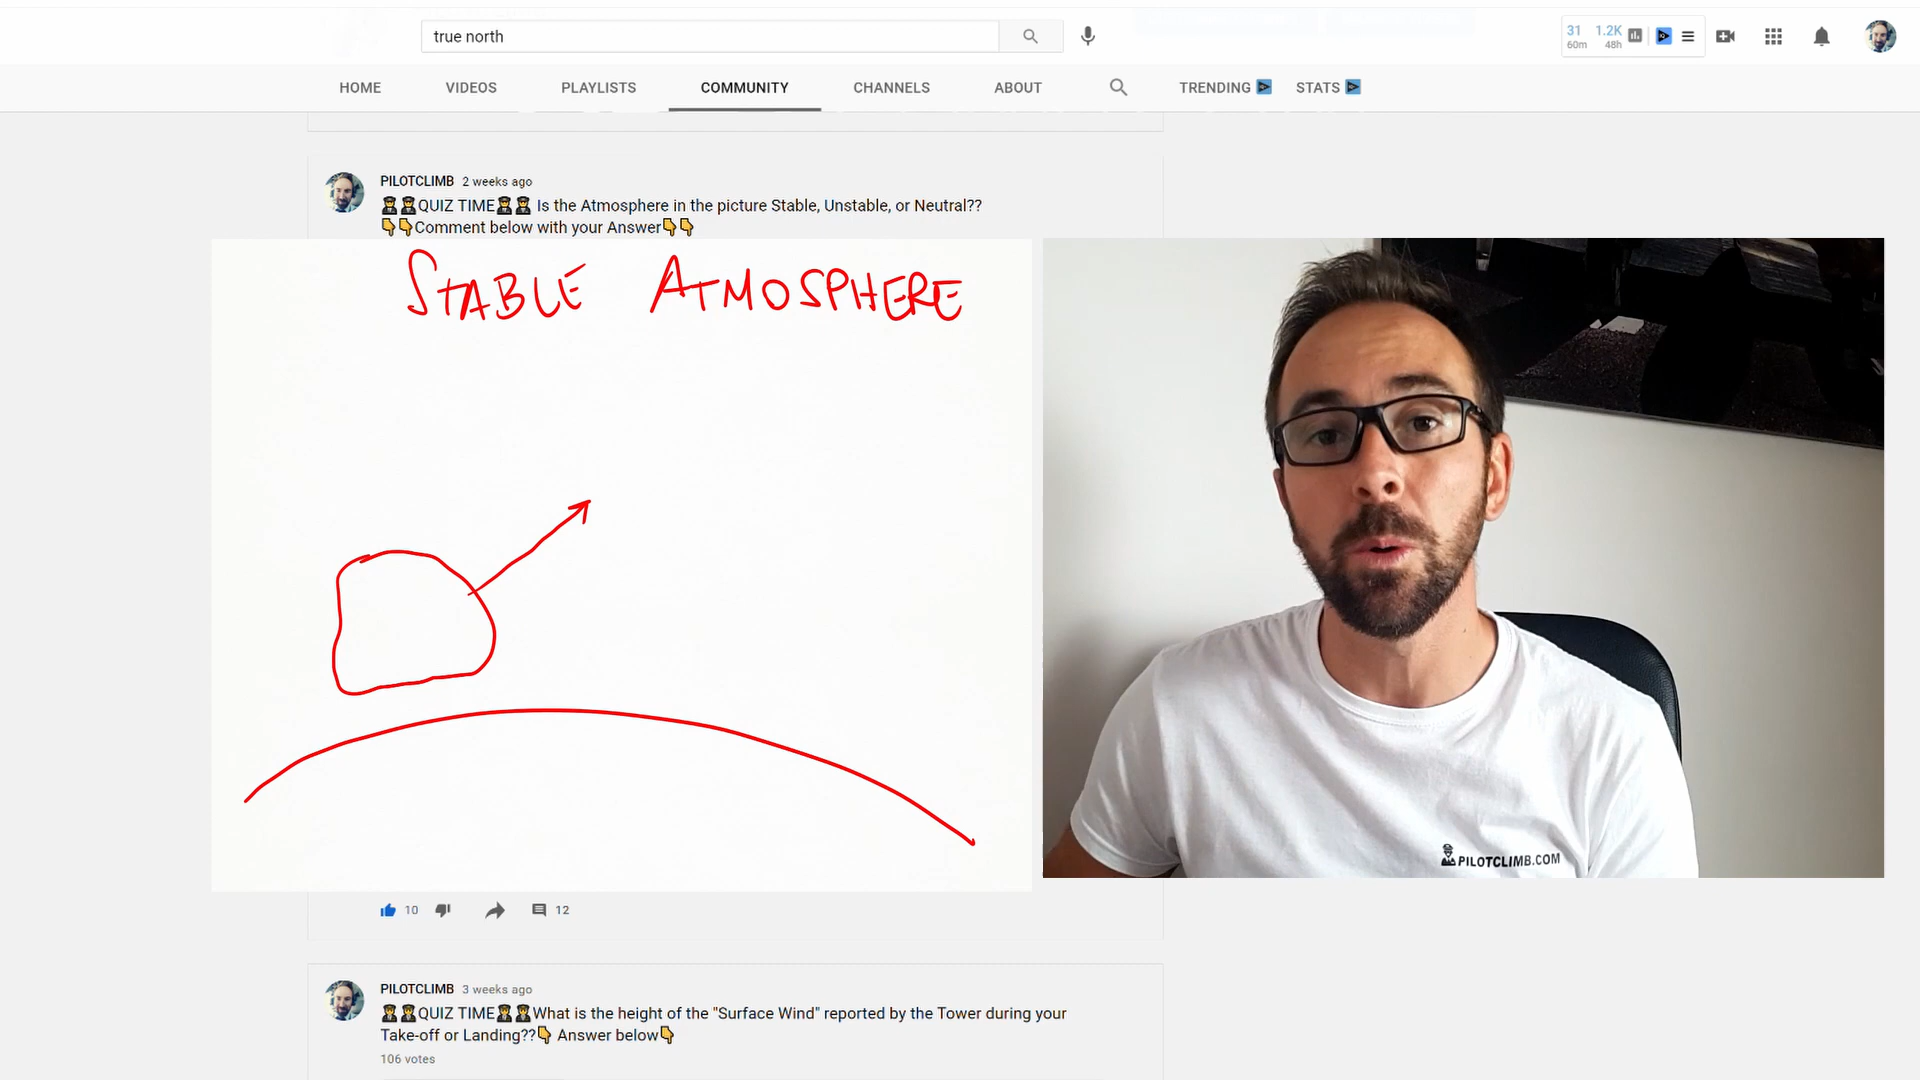 true north
31
60m
1.2K
48h
HOME VIDEOS PLAYLISTS COMMUNITY CHANNELS ABOUT TRENDING STATS
PILOTCLIMB 2 weeks ago
QUIZ TIME Is the Atmosphere in the picture Stable, Unstable, or Neutral??
Comment below with your Answer
STABLE ATMOSPHERE
PILOTCLIMB.COM
10 12
PILOTCLIMB 3 weeks ago
QUIZ TIME What is the height of the "Surface Wind" reported by the Tower during your
Take-off or Landing?? Answer below
106 votes